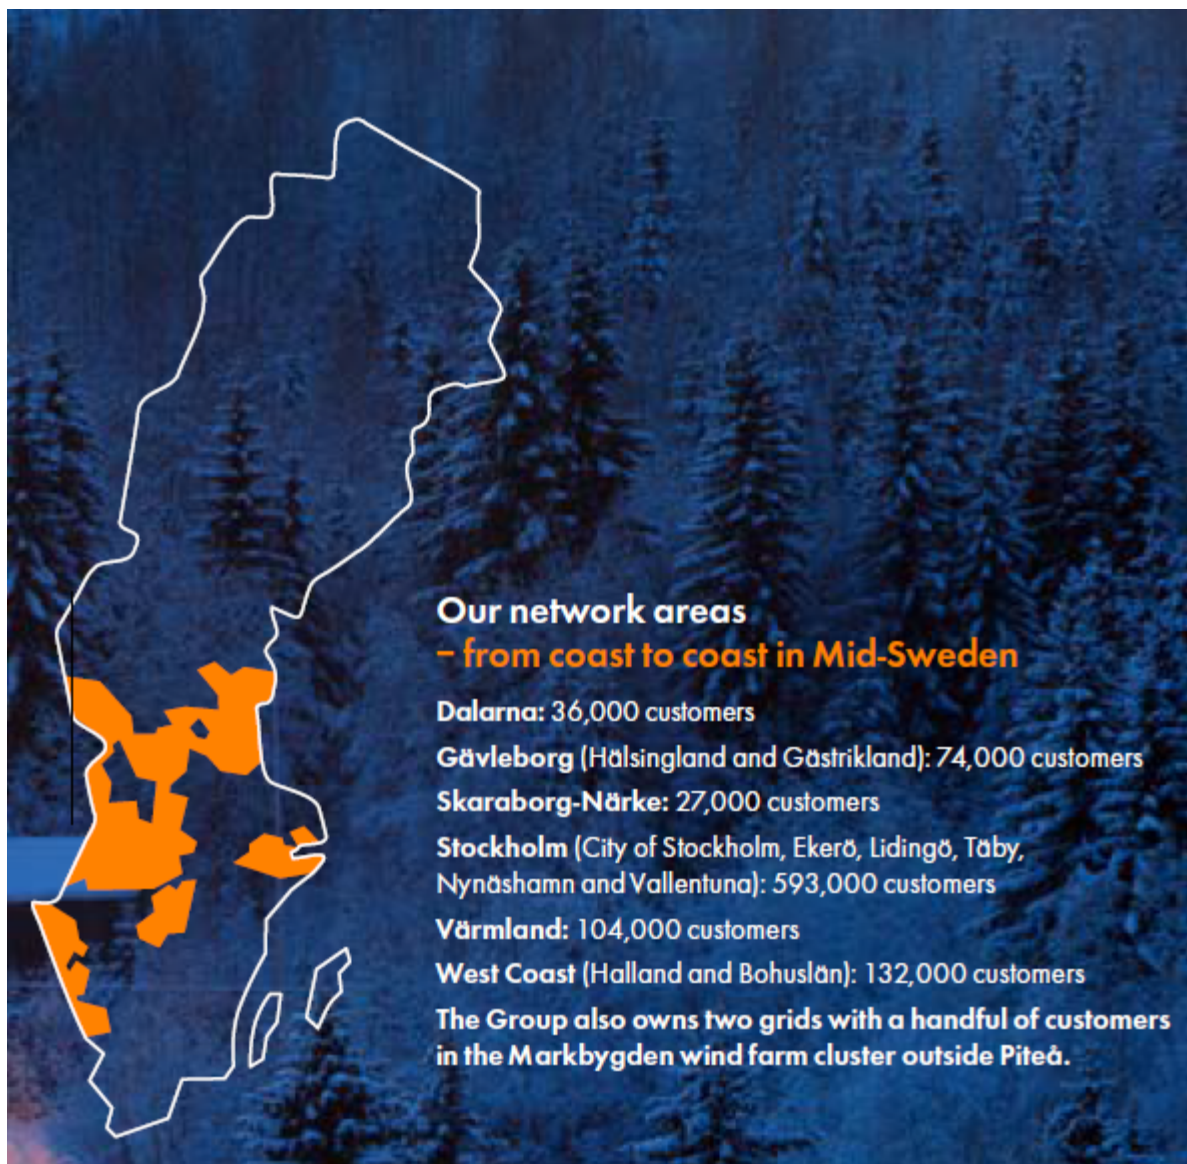 Our network areas
– from coast to coast in Mid-Sweden
Dalarna: 36,000 customers
Gävleborg (Hälsingland and Gästrikland): 74,000 customers
Skaraborg-Närke: 27,000 customers
Stockholm (City of Stockholm, Ekerö, Lidingö, Täby,
Nynäshamn and Vallentuna): 593,000 customers
Värmland: 104,000 customers
West Coast (Halland and Bohuslän): 132,000 customers
The Group also owns two grids with a handful of customers
in the Markbygden wind farm cluster outside Piteå.